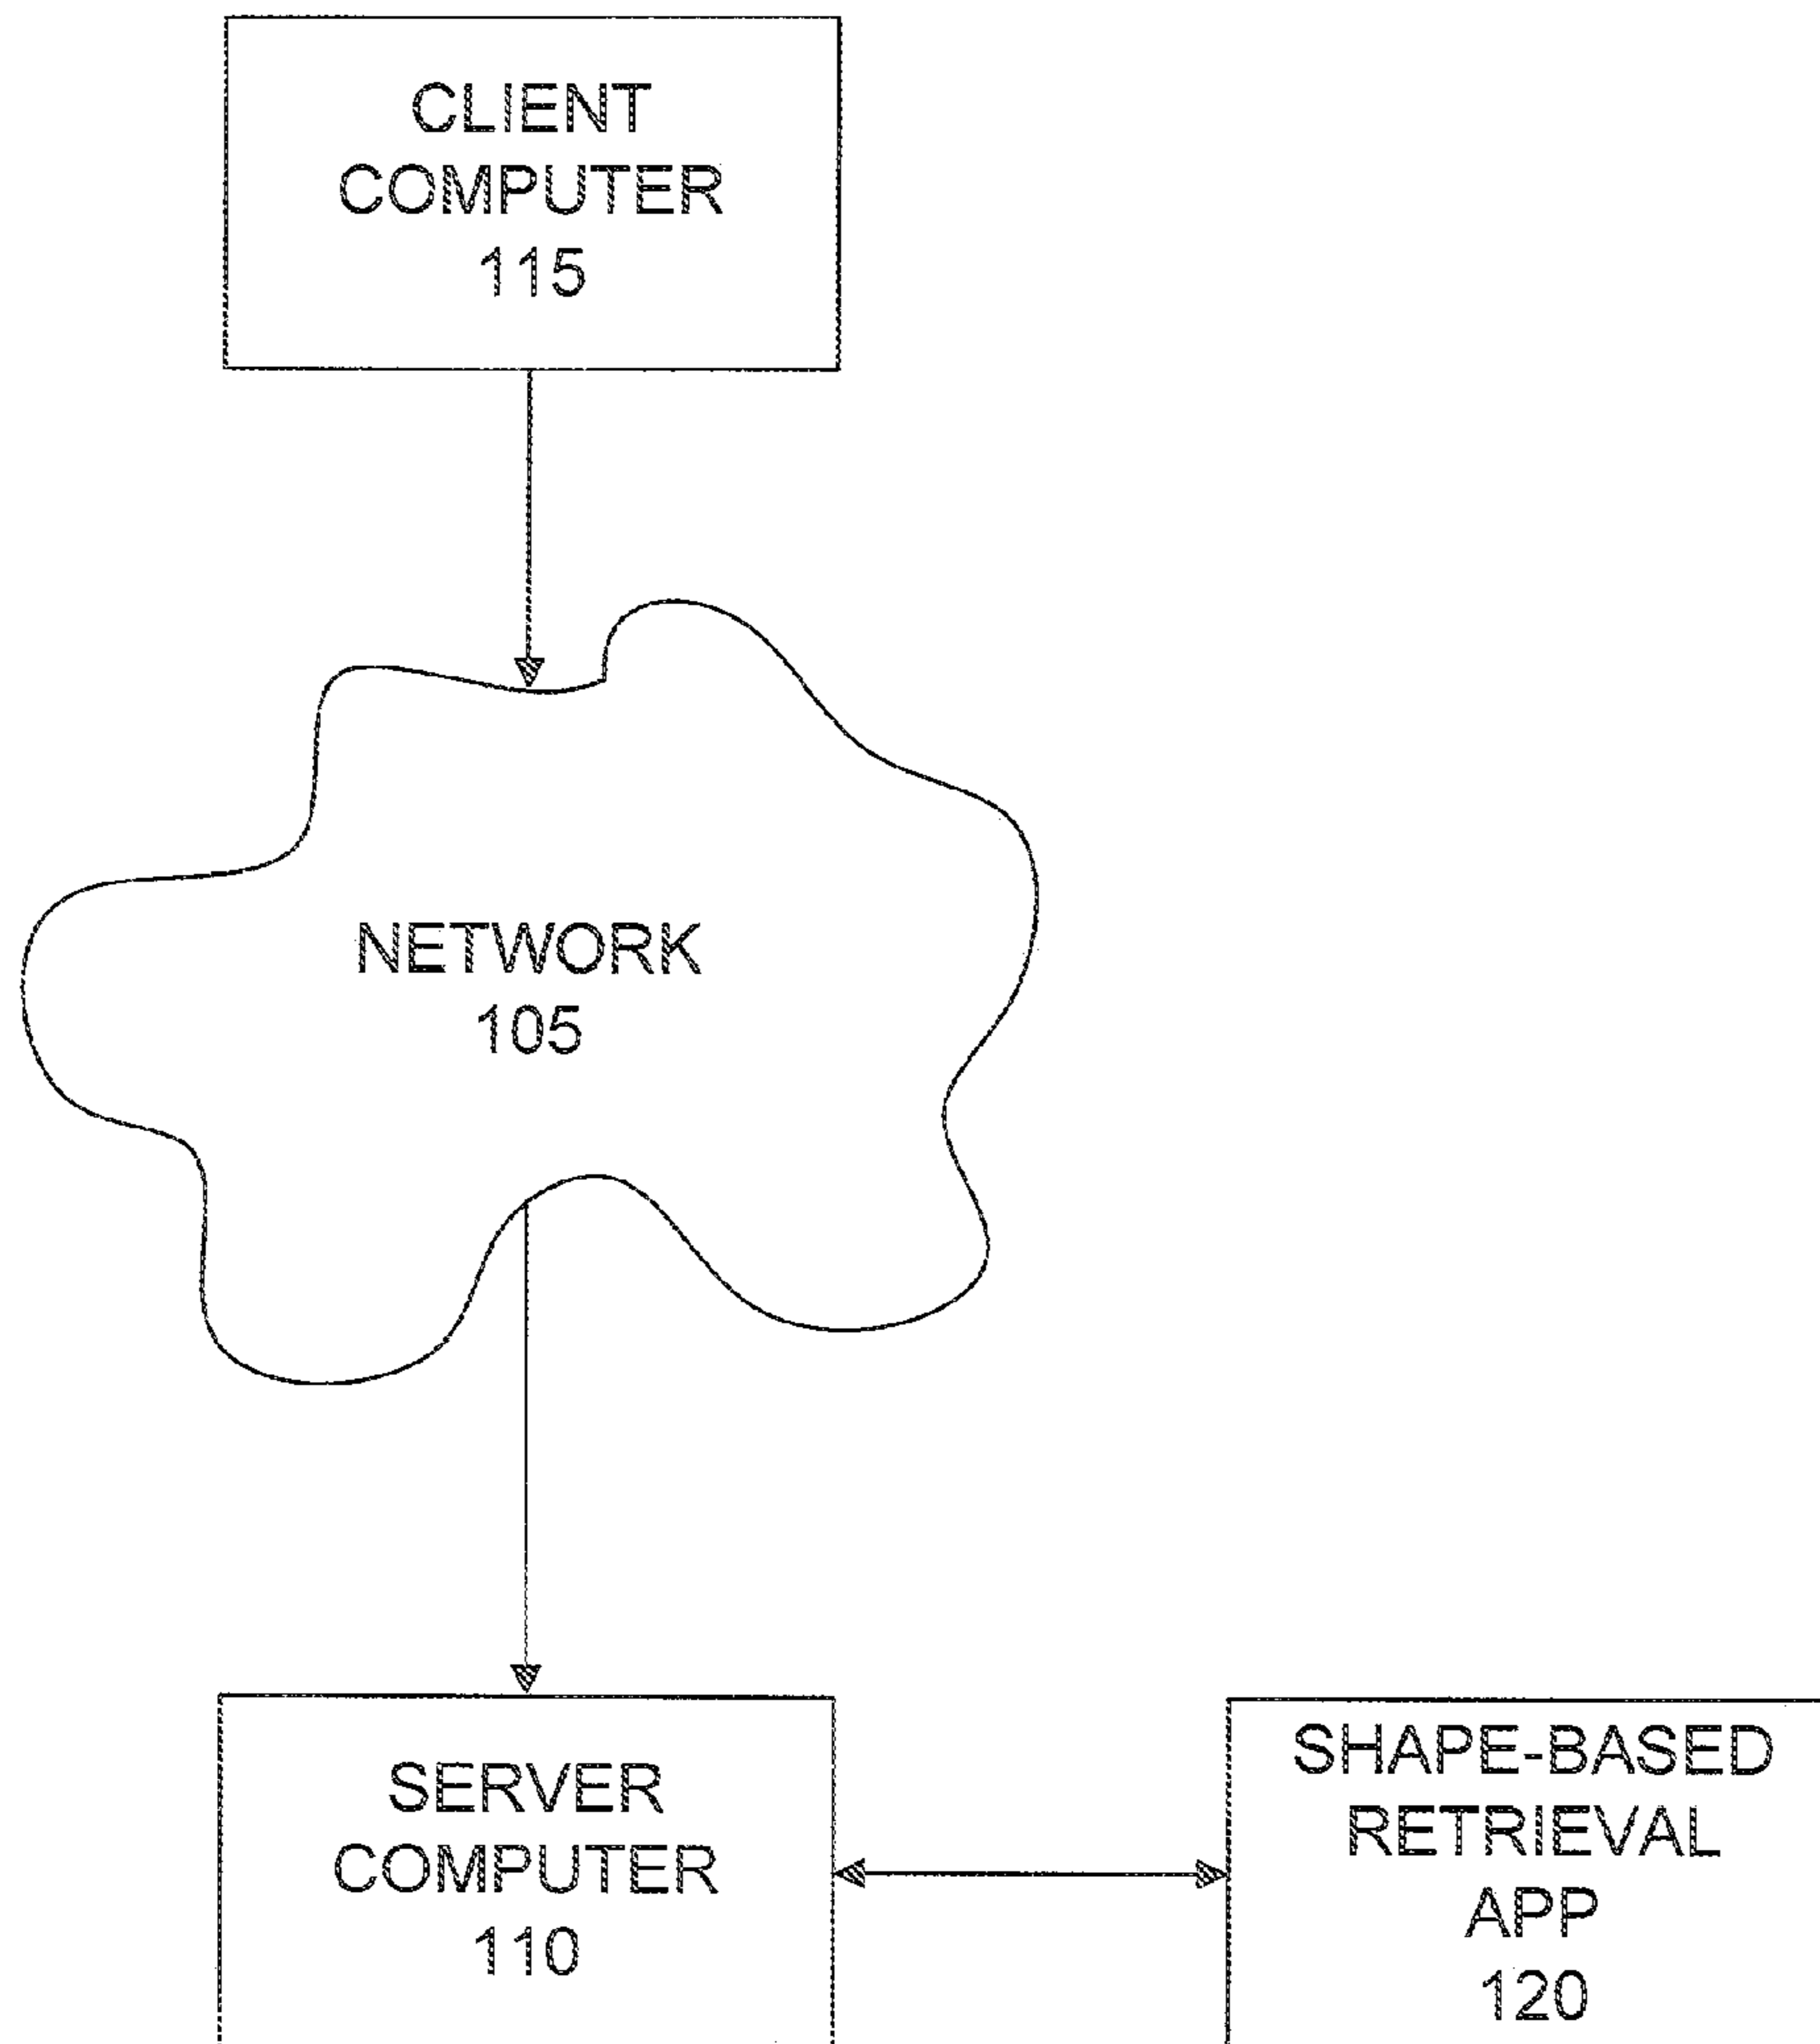 CLIENT
COMPUTER
115
NETWORK
105
SERVER
COMPUTER
110
SHAPE-BASED
RETRIEVAL
APP
120